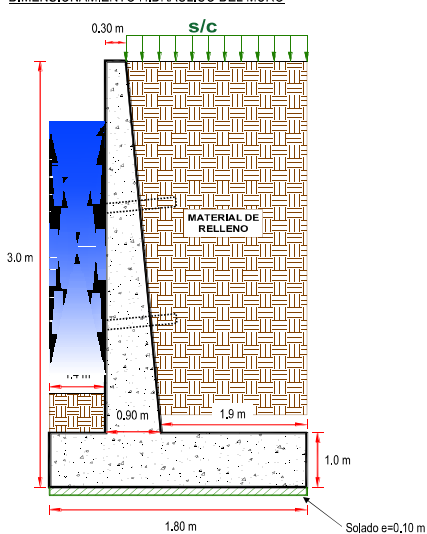 0.30 m
s/c
MATERIAL DE
RELLENO
3.0 m
0.90 m
1.9 m
1.0 m
1.80 m
Solado e=0.10 m